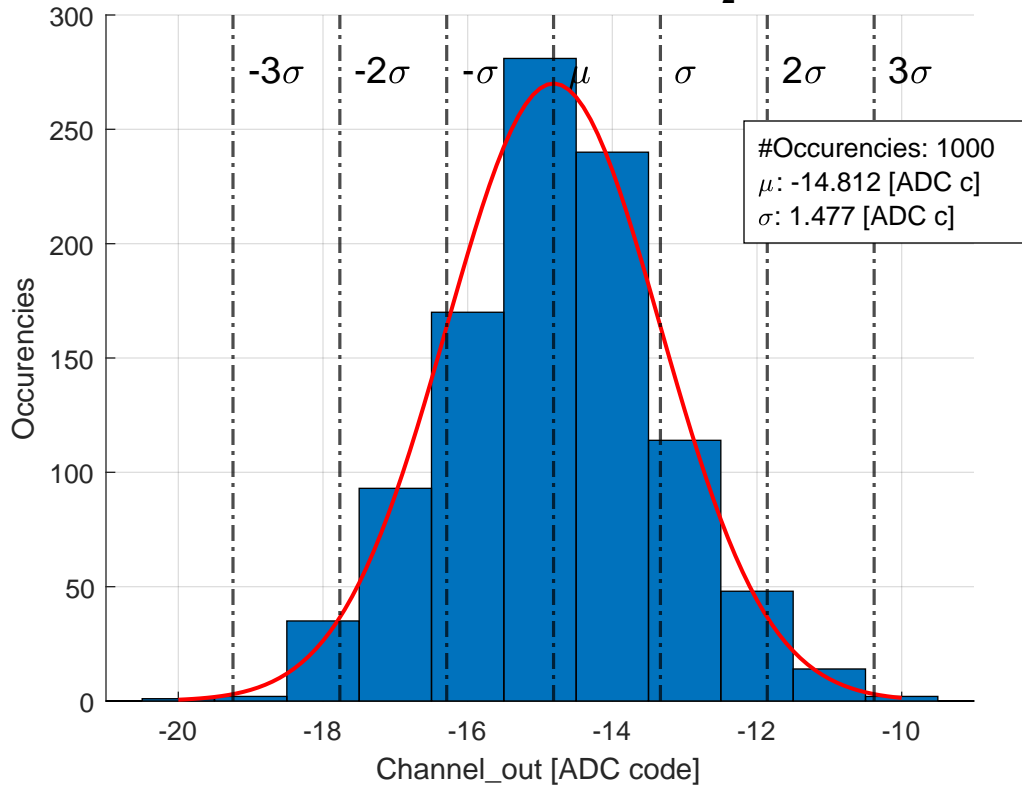 300
250
200
150
100
50
0
Occurencies
-3σ -2σ -σ μ σ 2σ 3σ
#Occurencies: 1000
μ: -14.812 [ADC c]
σ: 1.477 [ADC c]
-20 -18 -16 -14 -12 -10
Channel_out [ADC code]